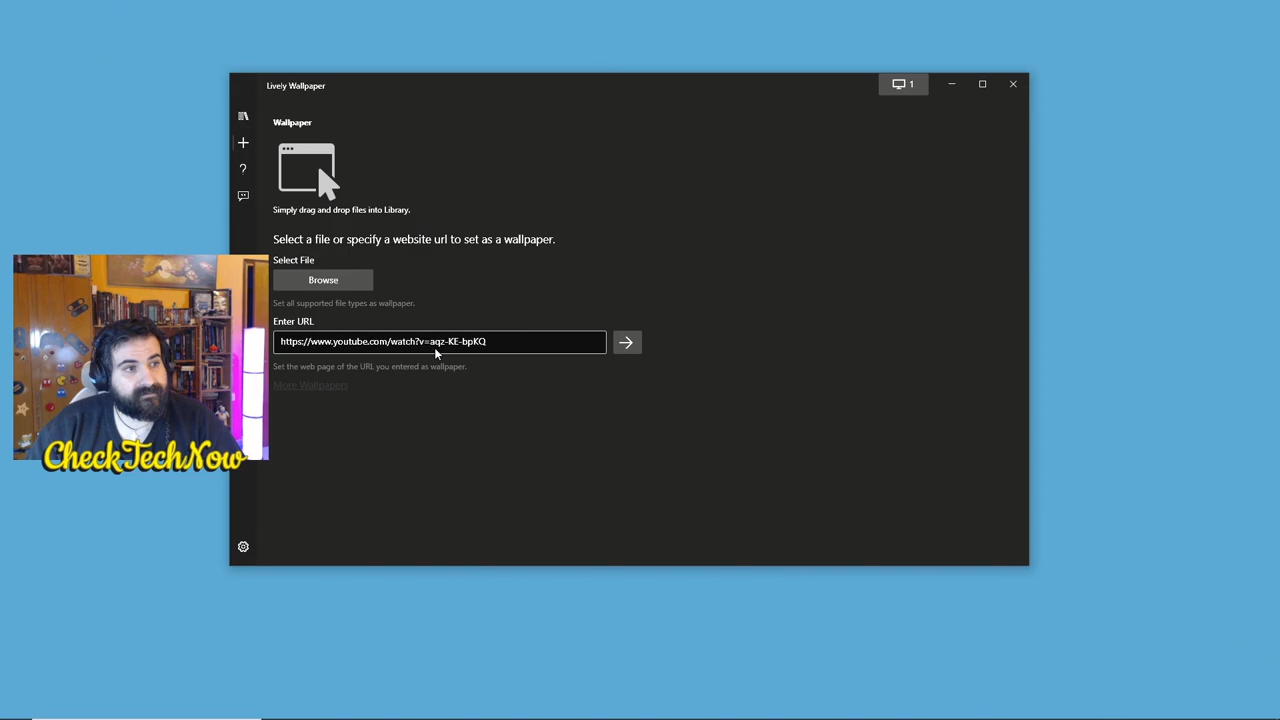 Lively Wallpaper
1
Wallpaper
Simply drag and drop files into Library.
Select a file or specify a website url to set as a wallpaper.
Select File
Browse
Set all supported file types as wallpaper.
Enter URL
https://www.youtube.com/watch?v=aqz-KE-bpKQ
Set the web page of the URL you entered as wallpaper.
More Wallpapers
CheckTechNow